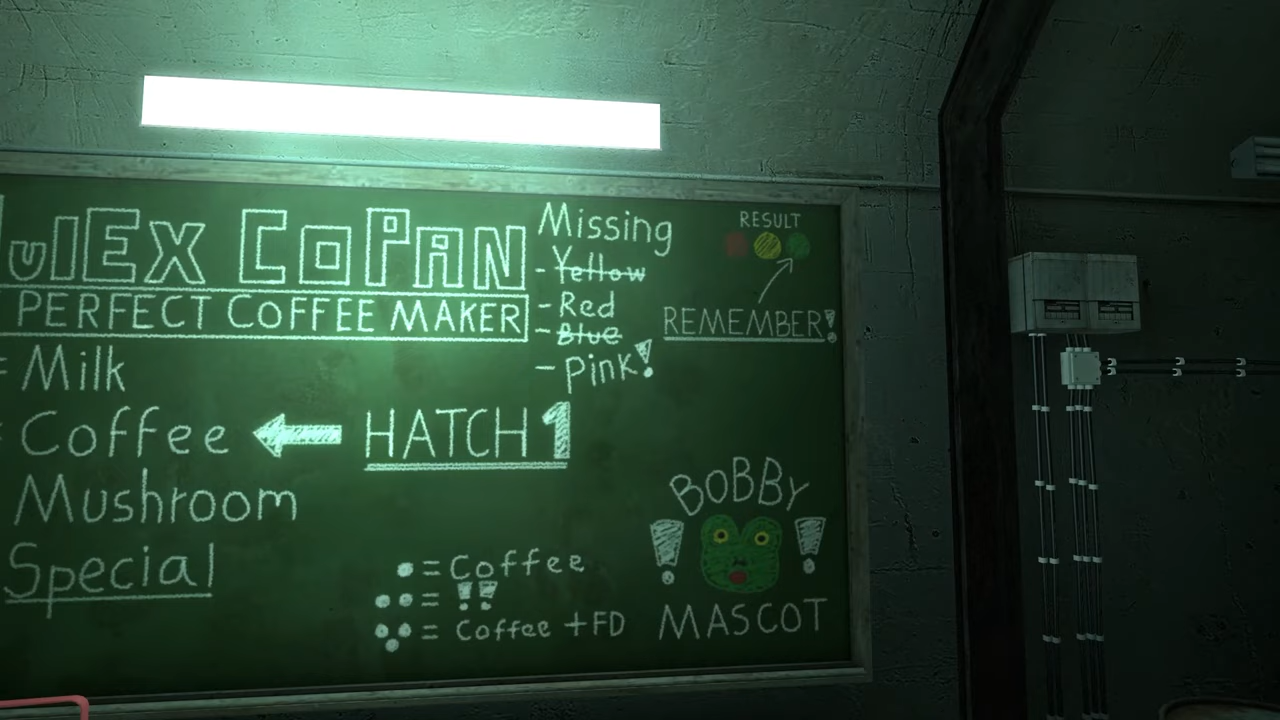 CoPAN
PERFECT COFFEE MAKER
= Milk
= Coffee HATCH 1
Mushroom
Special
Missing
- Yellow
- Red
- Blue
- Pink!
RESULT
REMEMBER!
● = Coffee
●● = !!
●●● = Coffee +FD
BOBBY
! !
MASCOT